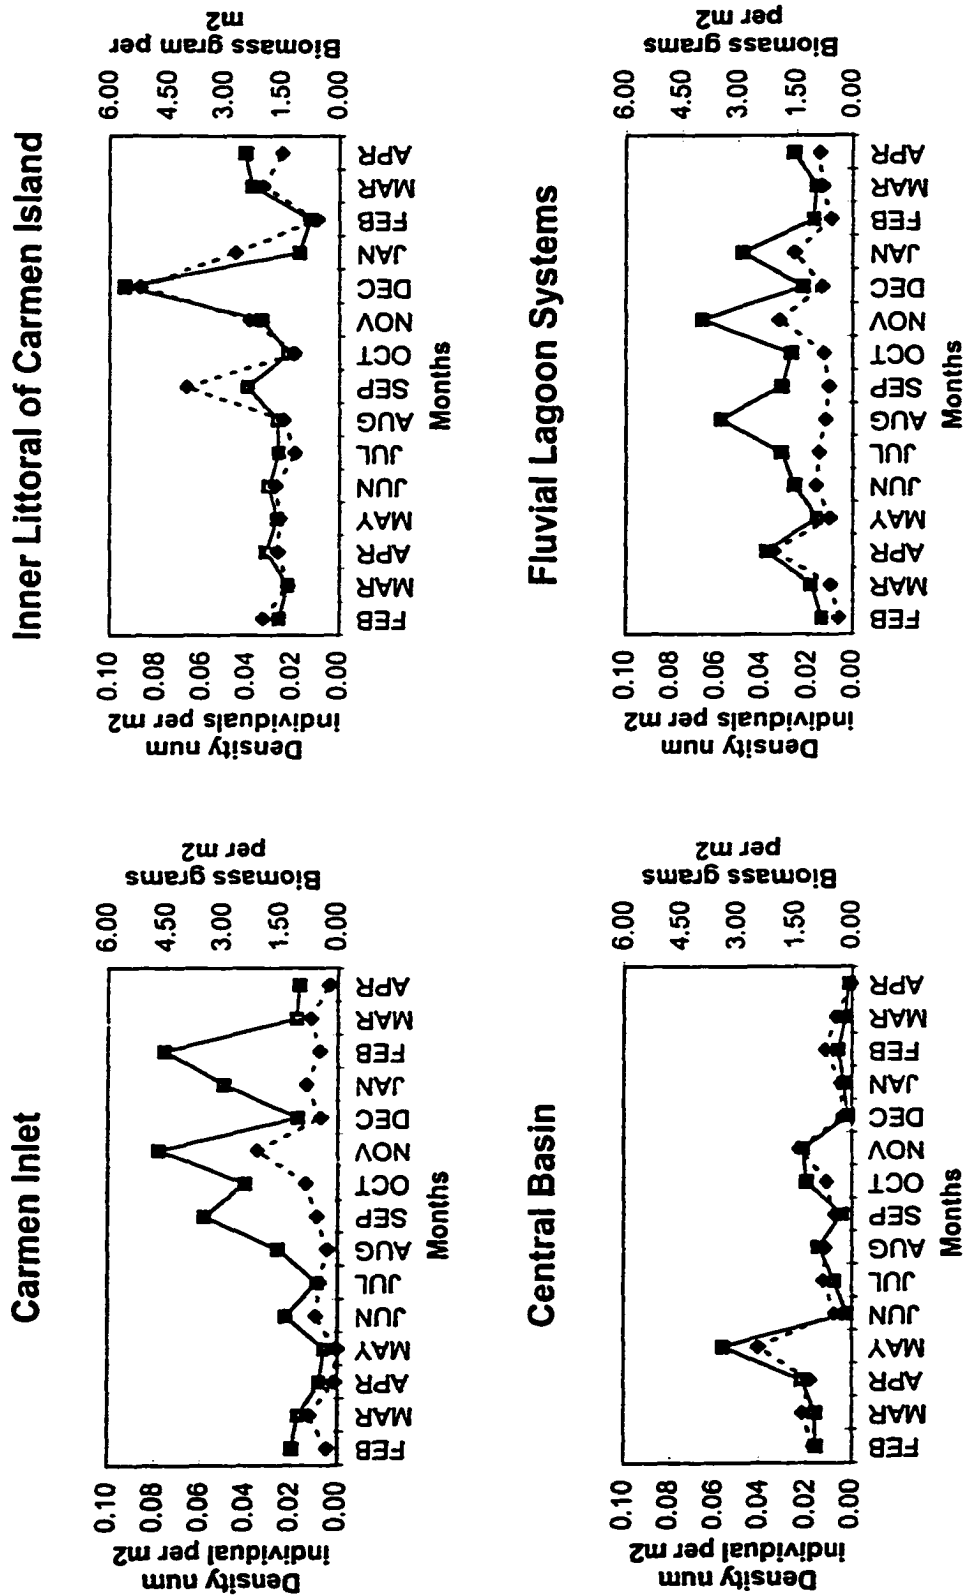 Carmen Inlet
Density num
individual per m2
0.10
0.08
0.06
0.04
0.02
0.00
6.00
4.50
3.00
1.50
0.00
Biomass grams
per m2
FEB
MAR
APR
MAY
JUN
JUL
AUG
SEP
OCT
NOV
DEC
JAN
FEB
MAR
APR
Months
Inner Littoral of Carmen Island
Density num
individuals per m2
0.10
0.08
0.06
0.04
0.02
0.00
6.00
4.50
3.00
1.50
0.00
Biomass gram per
m2
FEB
MAR
APR
MAY
JUN
JUL
AUG
SEP
OCT
NOV
DEC
JAN
FEB
MAR
APR
Months
Central Basin
Density num
individual per m2
0.10
0.08
0.06
0.04
0.02
0.00
6.00
4.50
3.00
1.50
0.00
Biomass grams
per m2
FEB
MAR
APR
MAY
JUN
JUL
AUG
SEP
OCT
NOV
DEC
JAN
FEB
MAR
APR
Months
Fluvial Lagoon Systems
Density num
individuals per m2
0.10
0.08
0.06
0.04
0.02
0.00
6.00
4.50
3.00
1.50
0.00
Biomass grams
per m2
FEB
MAR
APR
MAY
JUN
JUL
AUG
SEP
OCT
NOV
DEC
JAN
FEB
MAR
APR
Months